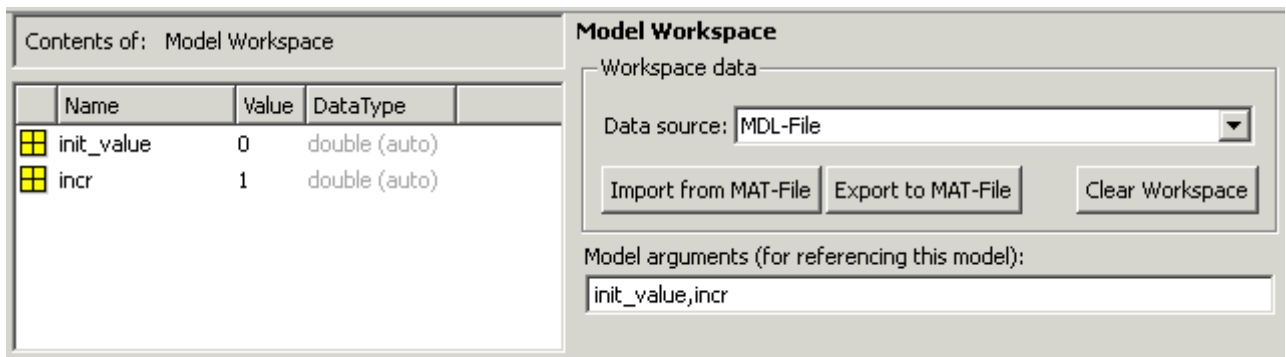 Contents of: Model Workspace
Name Value DataType
init_value 0 double (auto)
incr 1 double (auto)
Model Workspace
Workspace data
Data source: MDL-File
Import from MAT-File Export to MAT-File Clear Workspace
Model arguments (for referencing this model):
init_value,incr